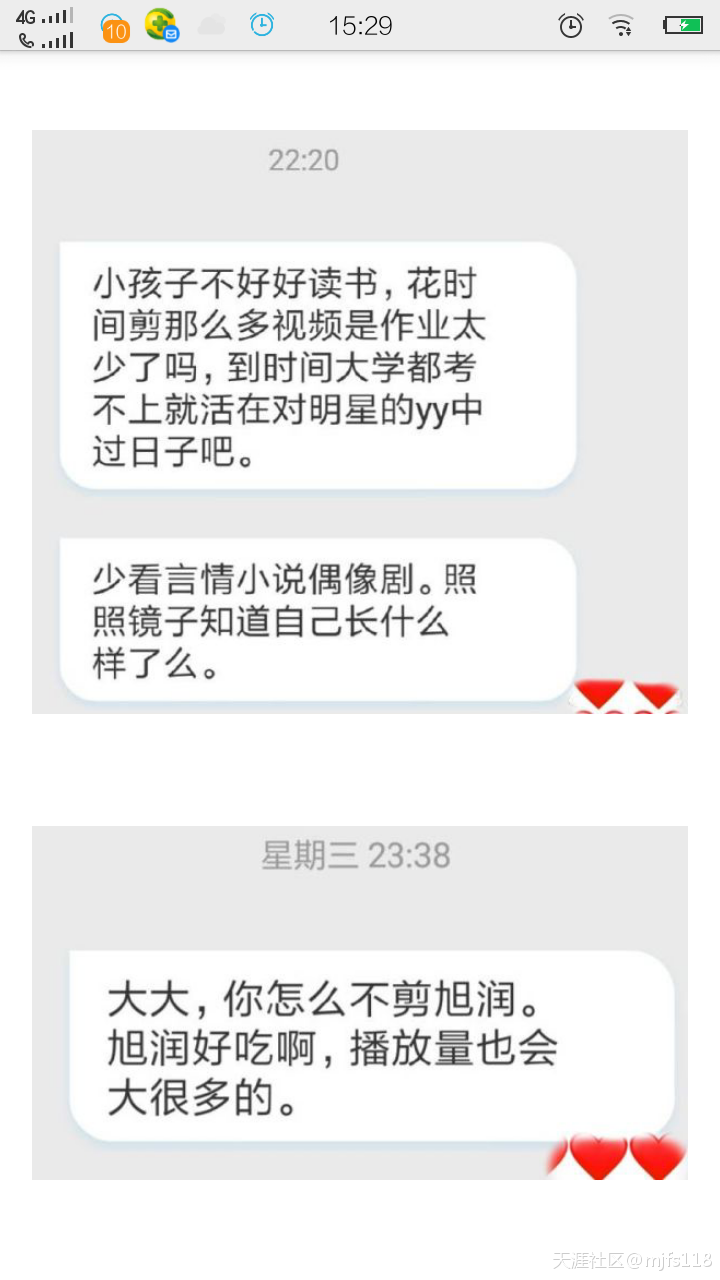 4G 10 15:29
22:20
小孩子不好好读书，花时
间剪那么多视频是作业太
少了吗，到时间大学都考
不上就活在对明星的yy中
过日子吧。
少看言情小说偶像剧。照
照镜子知道自己长什么
样了么。
星期三 23:38
大大，你怎么不剪旭润。
旭润好吃啊，播放量也会
大很多的。
天涯社区@mjfs118